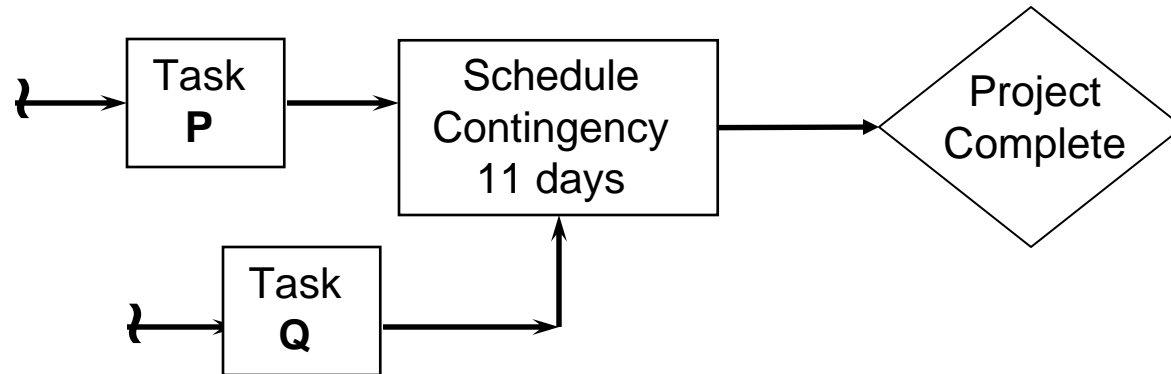 Task
P
Schedule
Contingency
11 days
Project
Complete
Task
Q